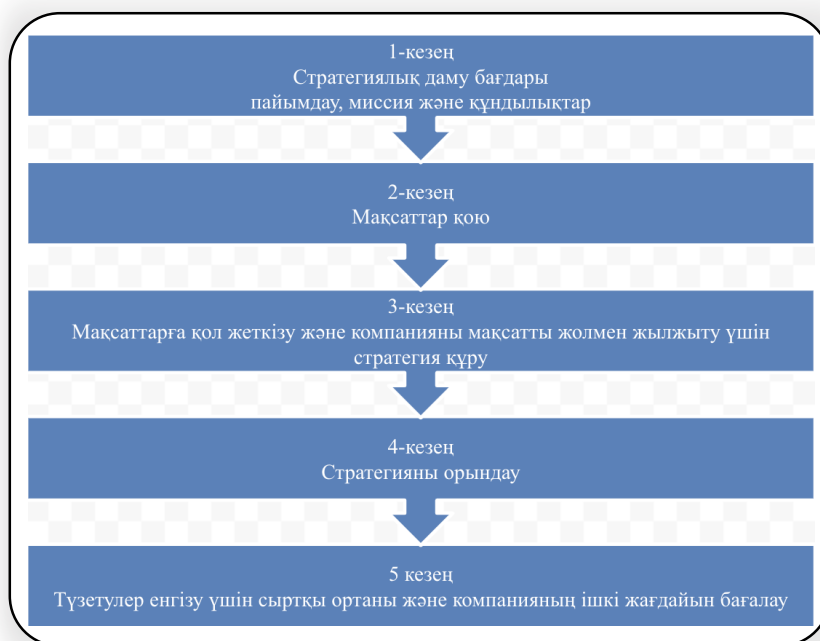 1-кезең
Стратегиялық даму бағдары
пайымдау, миссия және құндылықтар
2-кезең
Мақсаттар қою
3-кезең
Мақсаттарға қол жеткізу және компанияны мақсатты жолмен жылжыту үшін
стратегия құру
4-кезең
Стратегияны орындау
5 кезең
Түзетулер енгізу үшін сыртқы ортаны және компанияның ішкі жағдайын бағалау